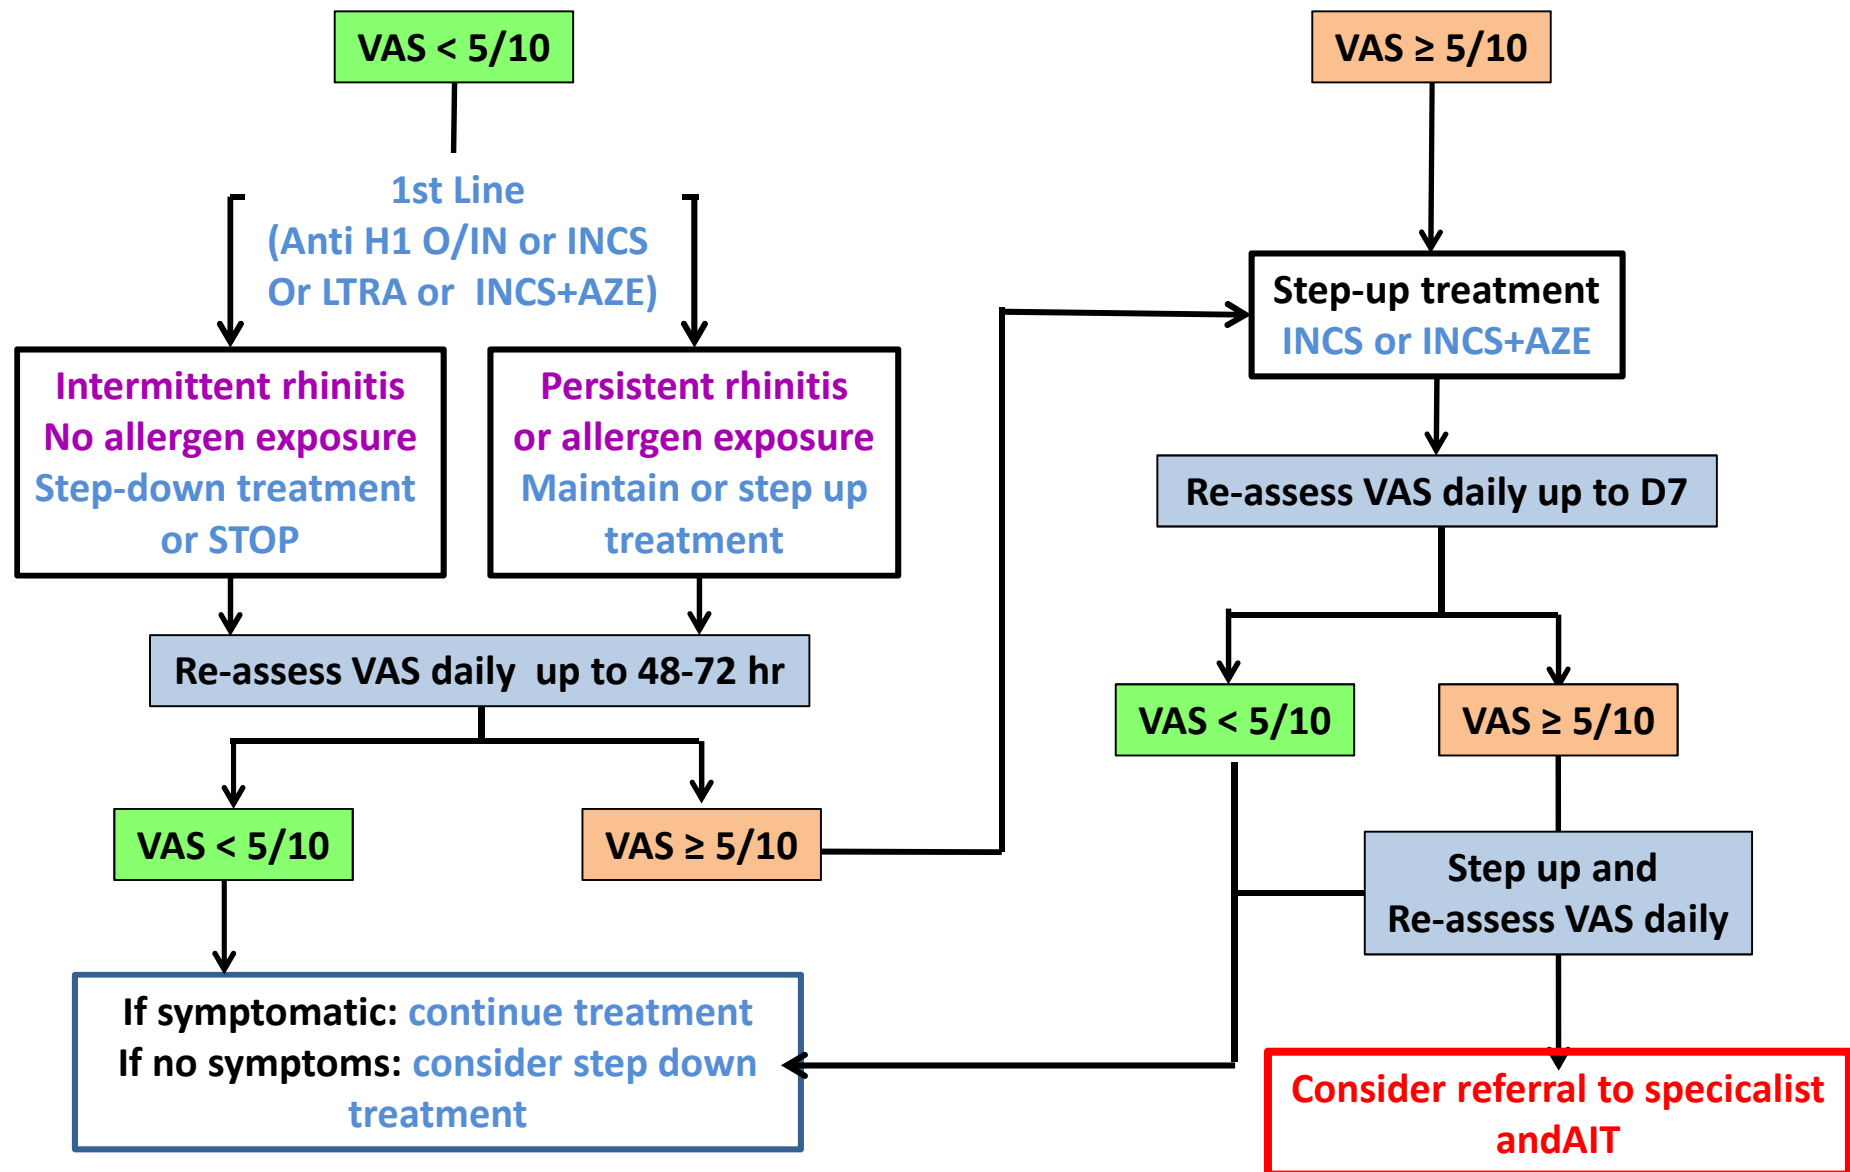 VAS < 5/10
1st Line
(Anti H1 O/IN or INCS
Or LTRA or INCS+AZE)
Intermittent rhinitis
No allergen exposure
Step-down treatment
or STOP
Persistent rhinitis
or allergen exposure
Maintain or step up
treatment
Re-assess VAS daily up to 48-72 hr
VAS < 5/10
VAS ≥ 5/10
If symptomatic: continue treatment
If no symptoms: consider step down
treatment
VAS ≥ 5/10
Step-up treatment
INCS or INCS+AZE
Re-assess VAS daily up to D7
VAS < 5/10
VAS ≥ 5/10
Step up and
Re-assess VAS daily
Consider referral to specicalist
andAIT